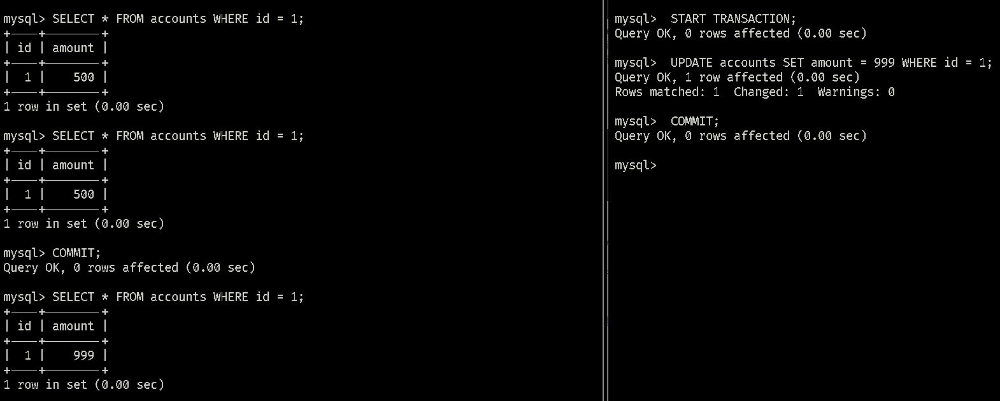 mysql> SELECT * FROM accounts WHERE id = 1;
+----+--------+
| id | amount |
+----+--------+
|  1 |    500 |
+----+--------+
1 row in set (0.00 sec)
mysql> SELECT * FROM accounts WHERE id = 1;
+----+--------+
| id | amount |
+----+--------+
|  1 |    500 |
+----+--------+
1 row in set (0.00 sec)
mysql> COMMIT;
Query OK, 0 rows affected (0.00 sec)
mysql> SELECT * FROM accounts WHERE id = 1;
+----+--------+
| id | amount |
+----+--------+
|  1 |    999 |
+----+--------+
1 row in set (0.00 sec)
mysql>  START TRANSACTION;
Query OK, 0 rows affected (0.00 sec)
mysql>  UPDATE accounts SET amount = 999 WHERE id = 1;
Query OK, 1 row affected (0.00 sec)
Rows matched: 1  Changed: 1  Warnings: 0
mysql>  COMMIT;
Query OK, 0 rows affected (0.00 sec)
mysql>